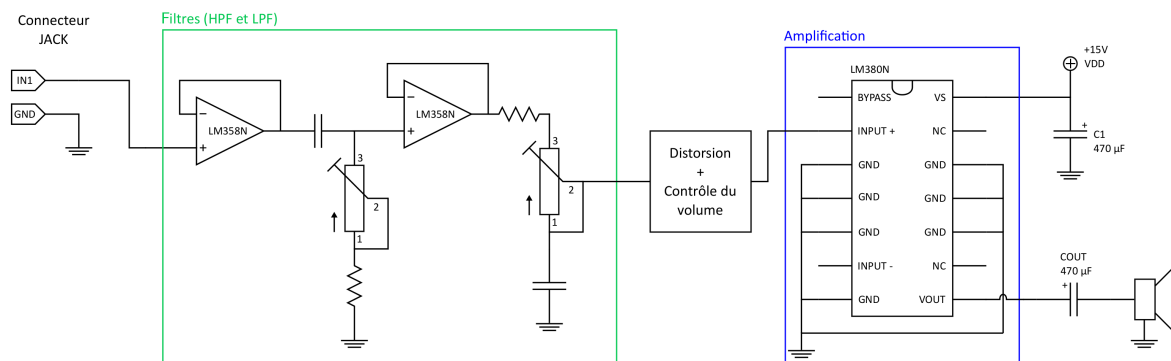 Connecteur
JACK
IN1
GND
Filtres (HPF et LPF)
−
LM358N
+
3
2
1
−
LM358N
+
3
2
1
Distorsion
+
Contrôle du
volume
Amplification
LM380N
BYPASS
INPUT +
GND
GND
GND
INPUT -
GND
VS
NC
GND
GND
GND
NC
VOUT
+15V
VDD
+
C1
470 µF
COUT
470 µF
+